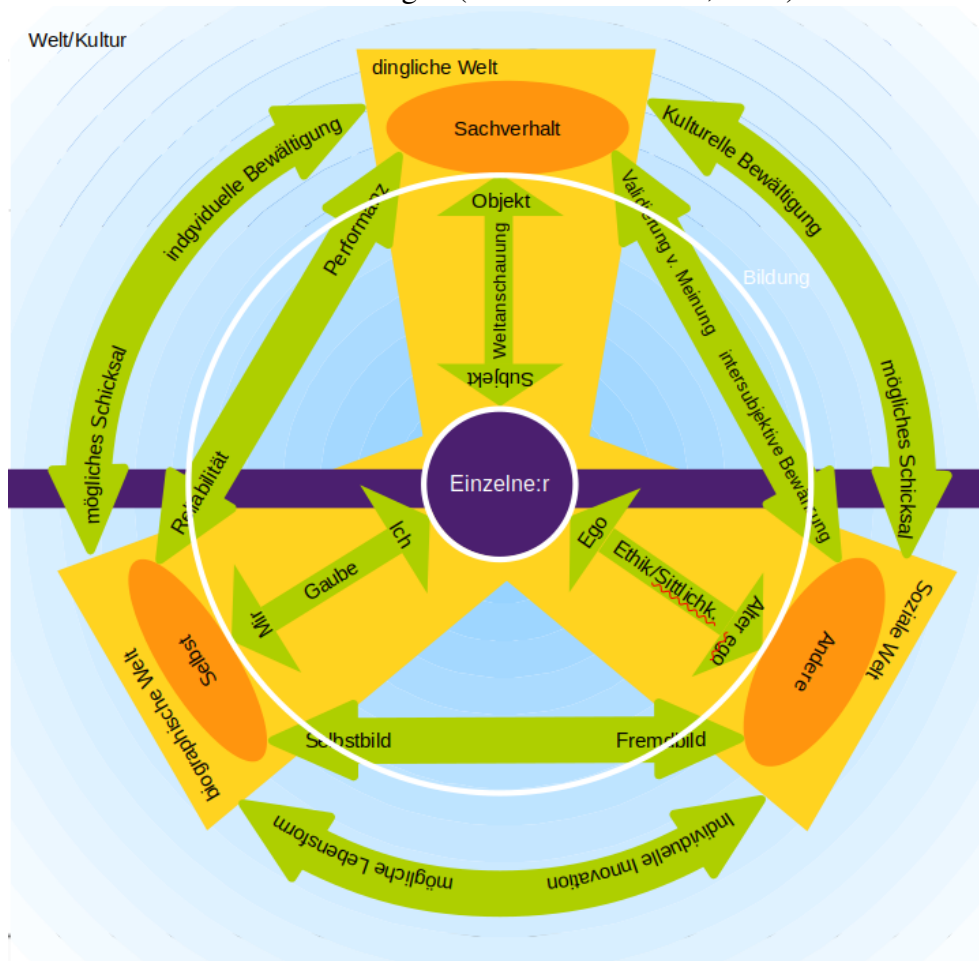 Welt/Kultur
dingliche Welt
Sachverhalt
indgviduelle Bewältigung
mögliches Schicksal
Kulturelle Bewältigung
mögliches Schicksal
Performanz
Reliabilität
Objekt
Weltanschauung
Subjekt
Validierung v. Meinung
intersubjektive Bewährung
Bildung
Einzelne:r
Ich
Gaube
Mir
Ego
Ethik/Sittlichk.
Alter ego
Selbst
biographische Welt
Andere
Soziale Welt
Selbstbild
Fremdbild
mögliche Lebensform
Individuelle Innovation